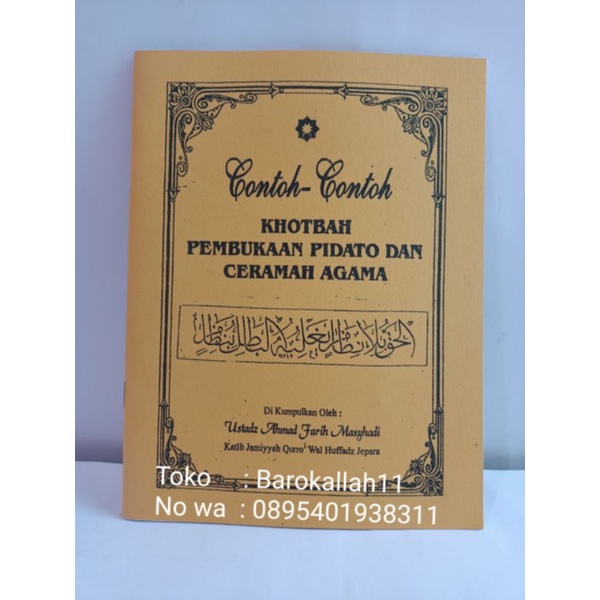 Contoh-Contoh
KHOTBAH
PEMBUKAAN PIDATO DAN
CERAMAH AGAMA
الحق بلا نظام يغلبه الباطل بنظام
Di Kumpulkan Oleh :
Ustadz Ahmad Farih Masyhadi
Katib Jamiyyah Qurro' Wal Huffadz Jepara
Toko : Barokallah11
No wa : 0895401938311